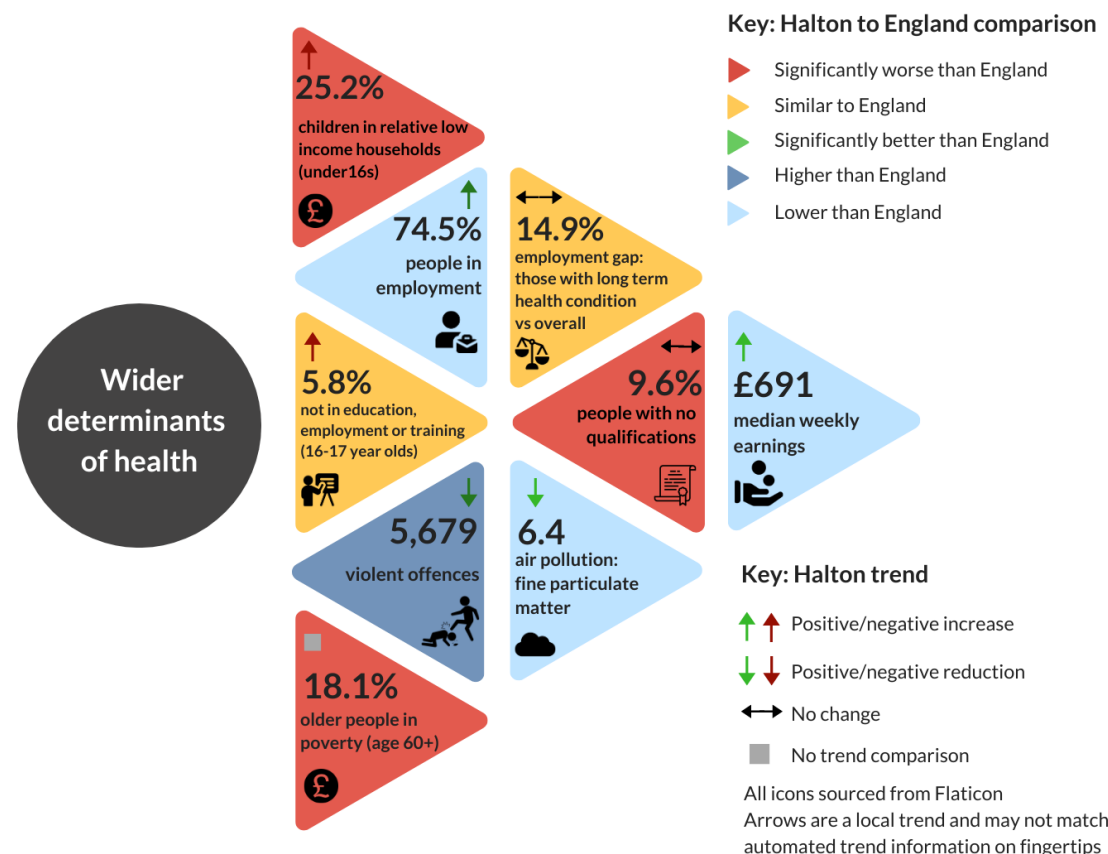 Key: Halton to England comparison
Significantly worse than England
Similar to England
Significantly better than England
Higher than England
Lower than England
25.2%
children in relative low
income households
(under16s)
£
74.5%
people in
employment
14.9%
employment gap:
those with long term
health condition
vs overall
Wider
determinants
of health
5.8%
not in education,
employment or training
(16-17 year olds)
9.6%
people with no
qualifications
£691
median weekly
earnings
5,679
violent offences
6.4
air pollution:
fine particulate
matter
18.1%
older people in
poverty (age 60+)
£
Key: Halton trend
Positive/negative increase
Positive/negative reduction
No change
No trend comparison
All icons sourced from Flaticon
Arrows are a local trend and may not match
automated trend information on fingertips